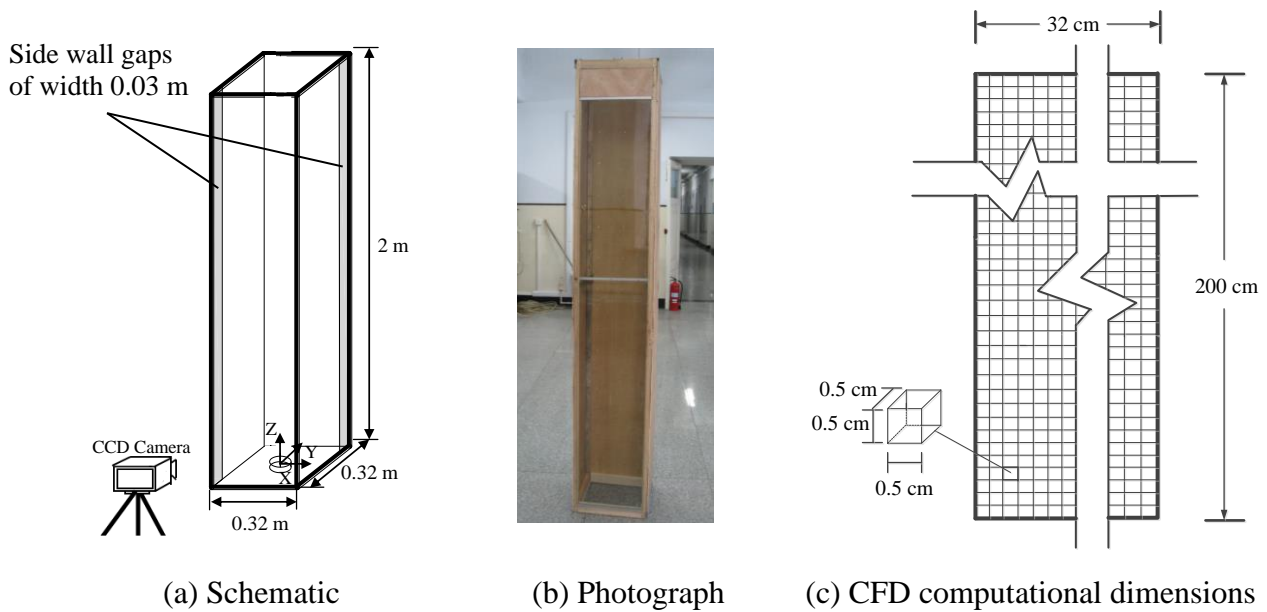 Side wall gaps
of width 0.03 m
2 m
Z
Y
X
CCD Camera
0.32 m
0.32 m
32 cm
200 cm
0.5 cm
0.5 cm
0.5 cm
(a) Schematic
(b) Photograph
(c) CFD computational dimensions